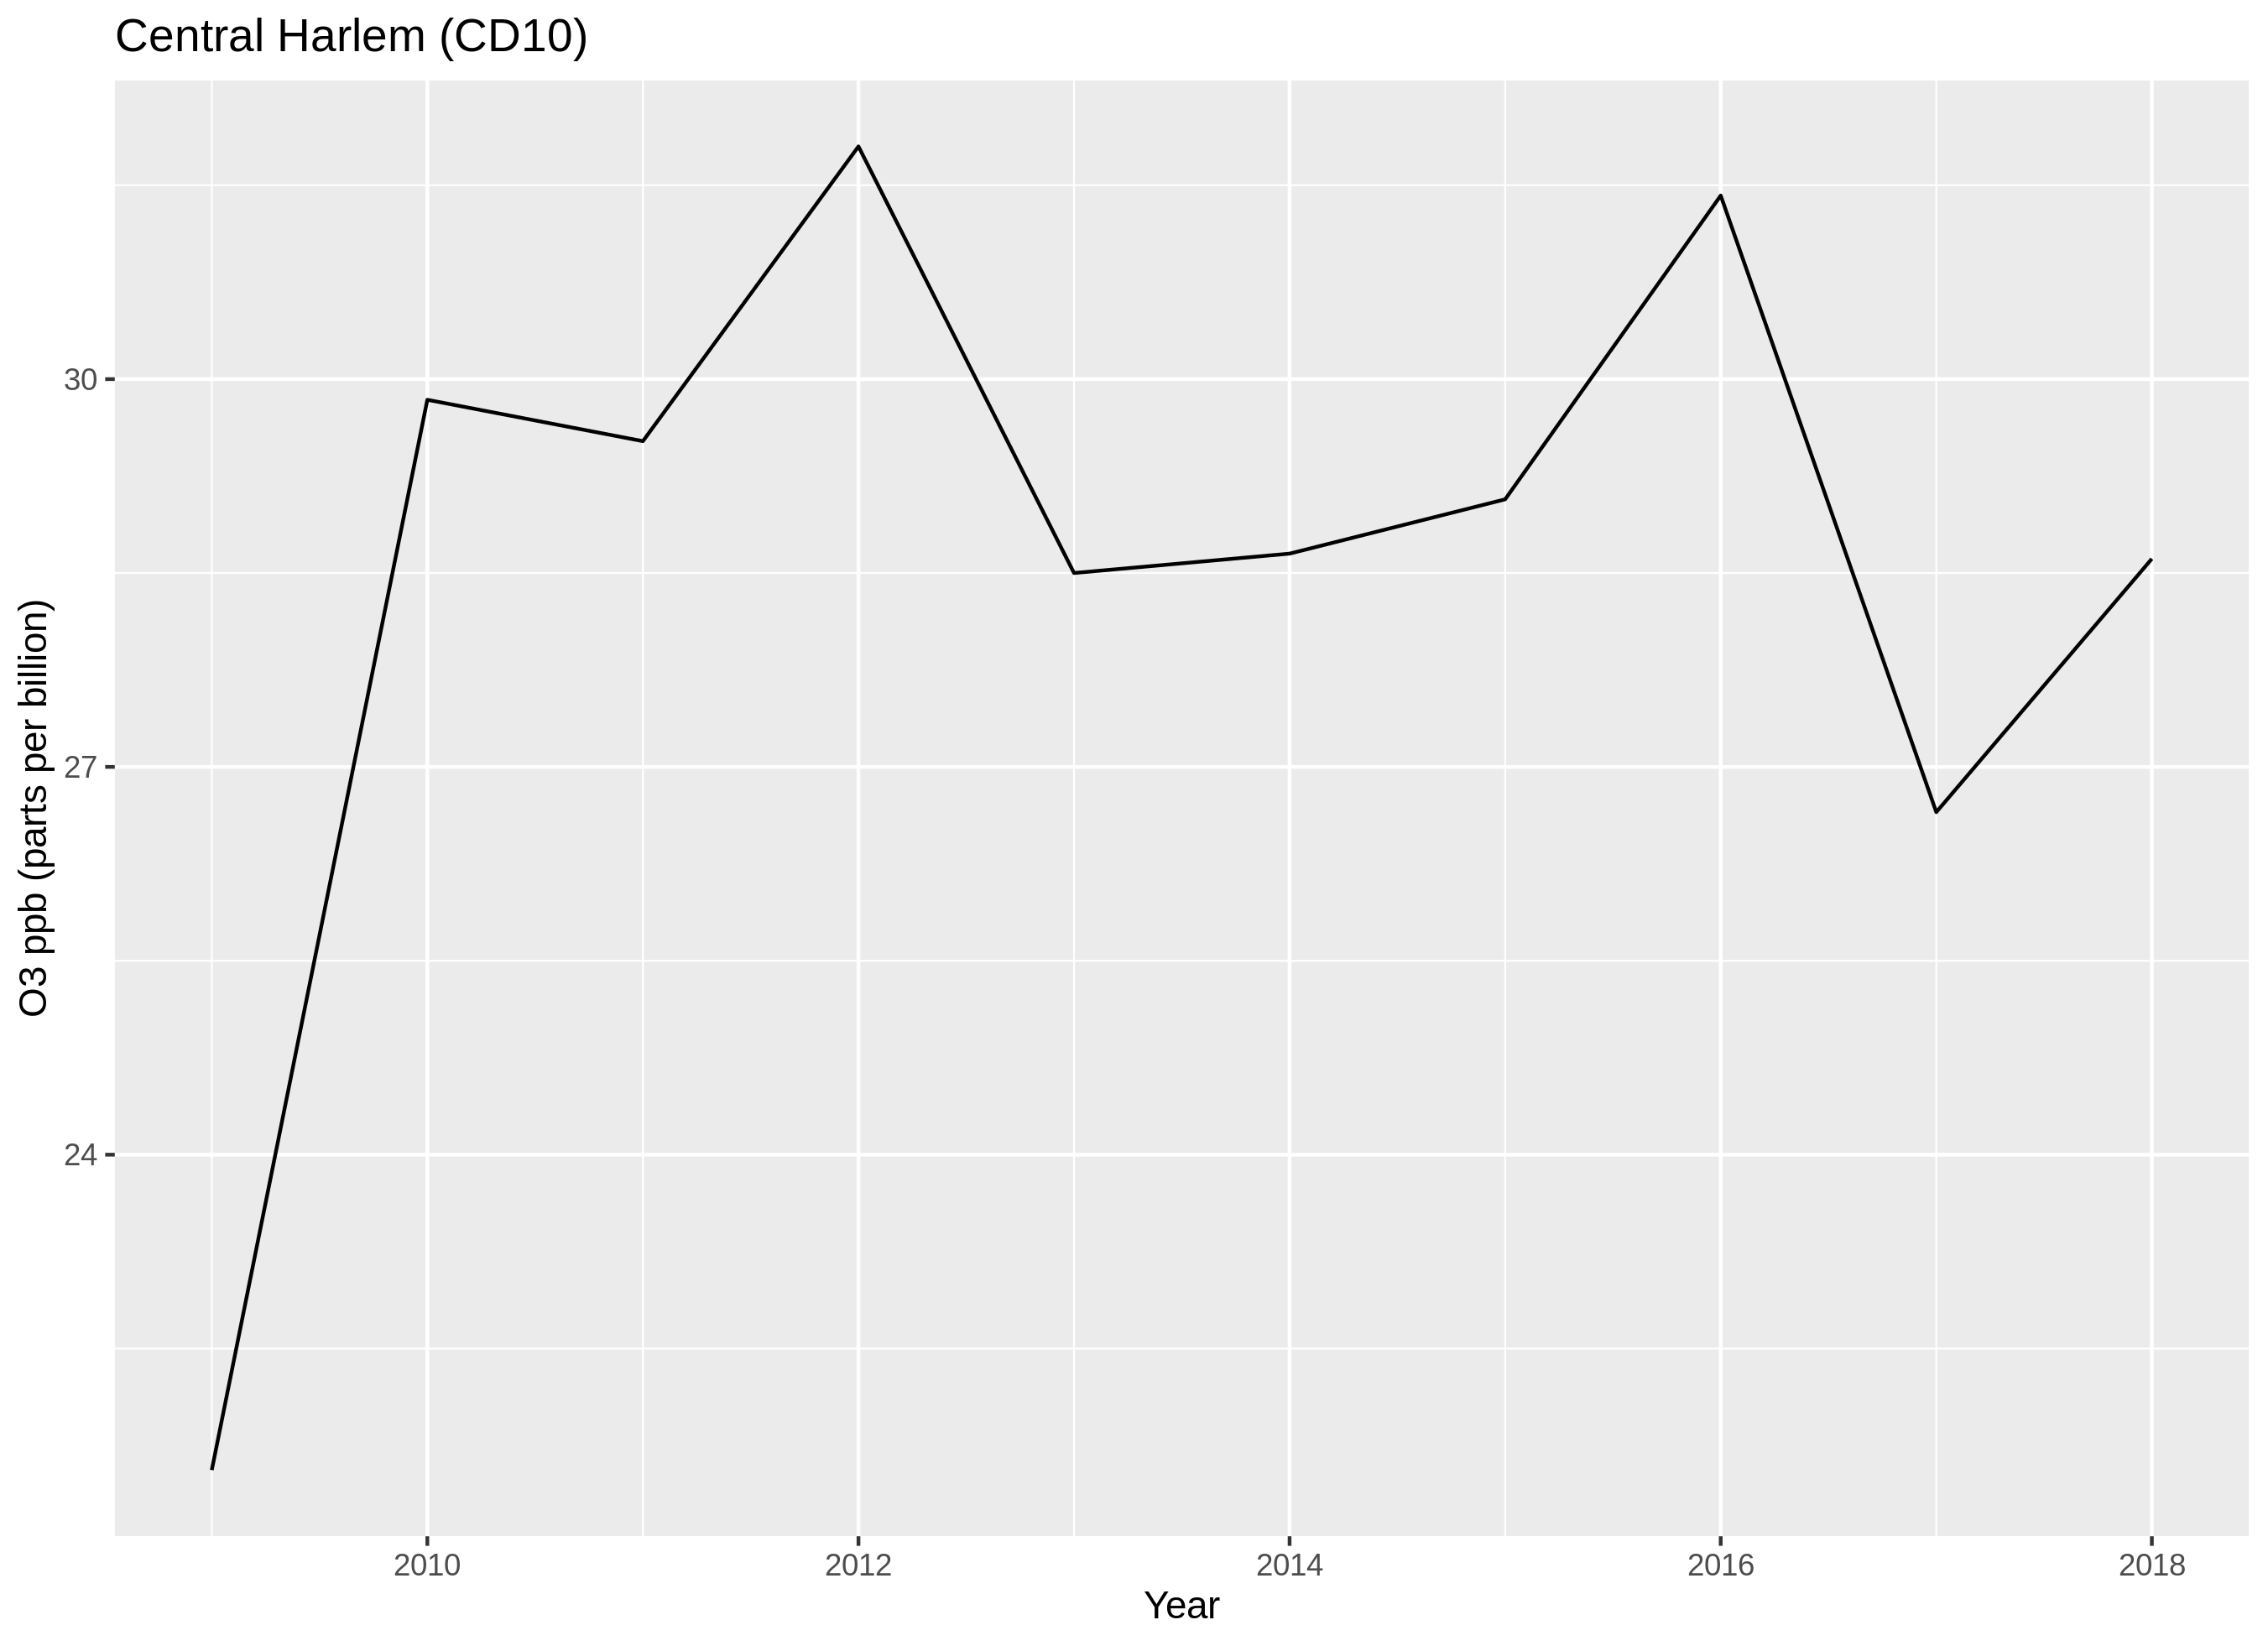 Central Harlem (CD10)
O3 ppb (parts per billion)
30
27
24
2010
2012
2014
2016
2018
Year